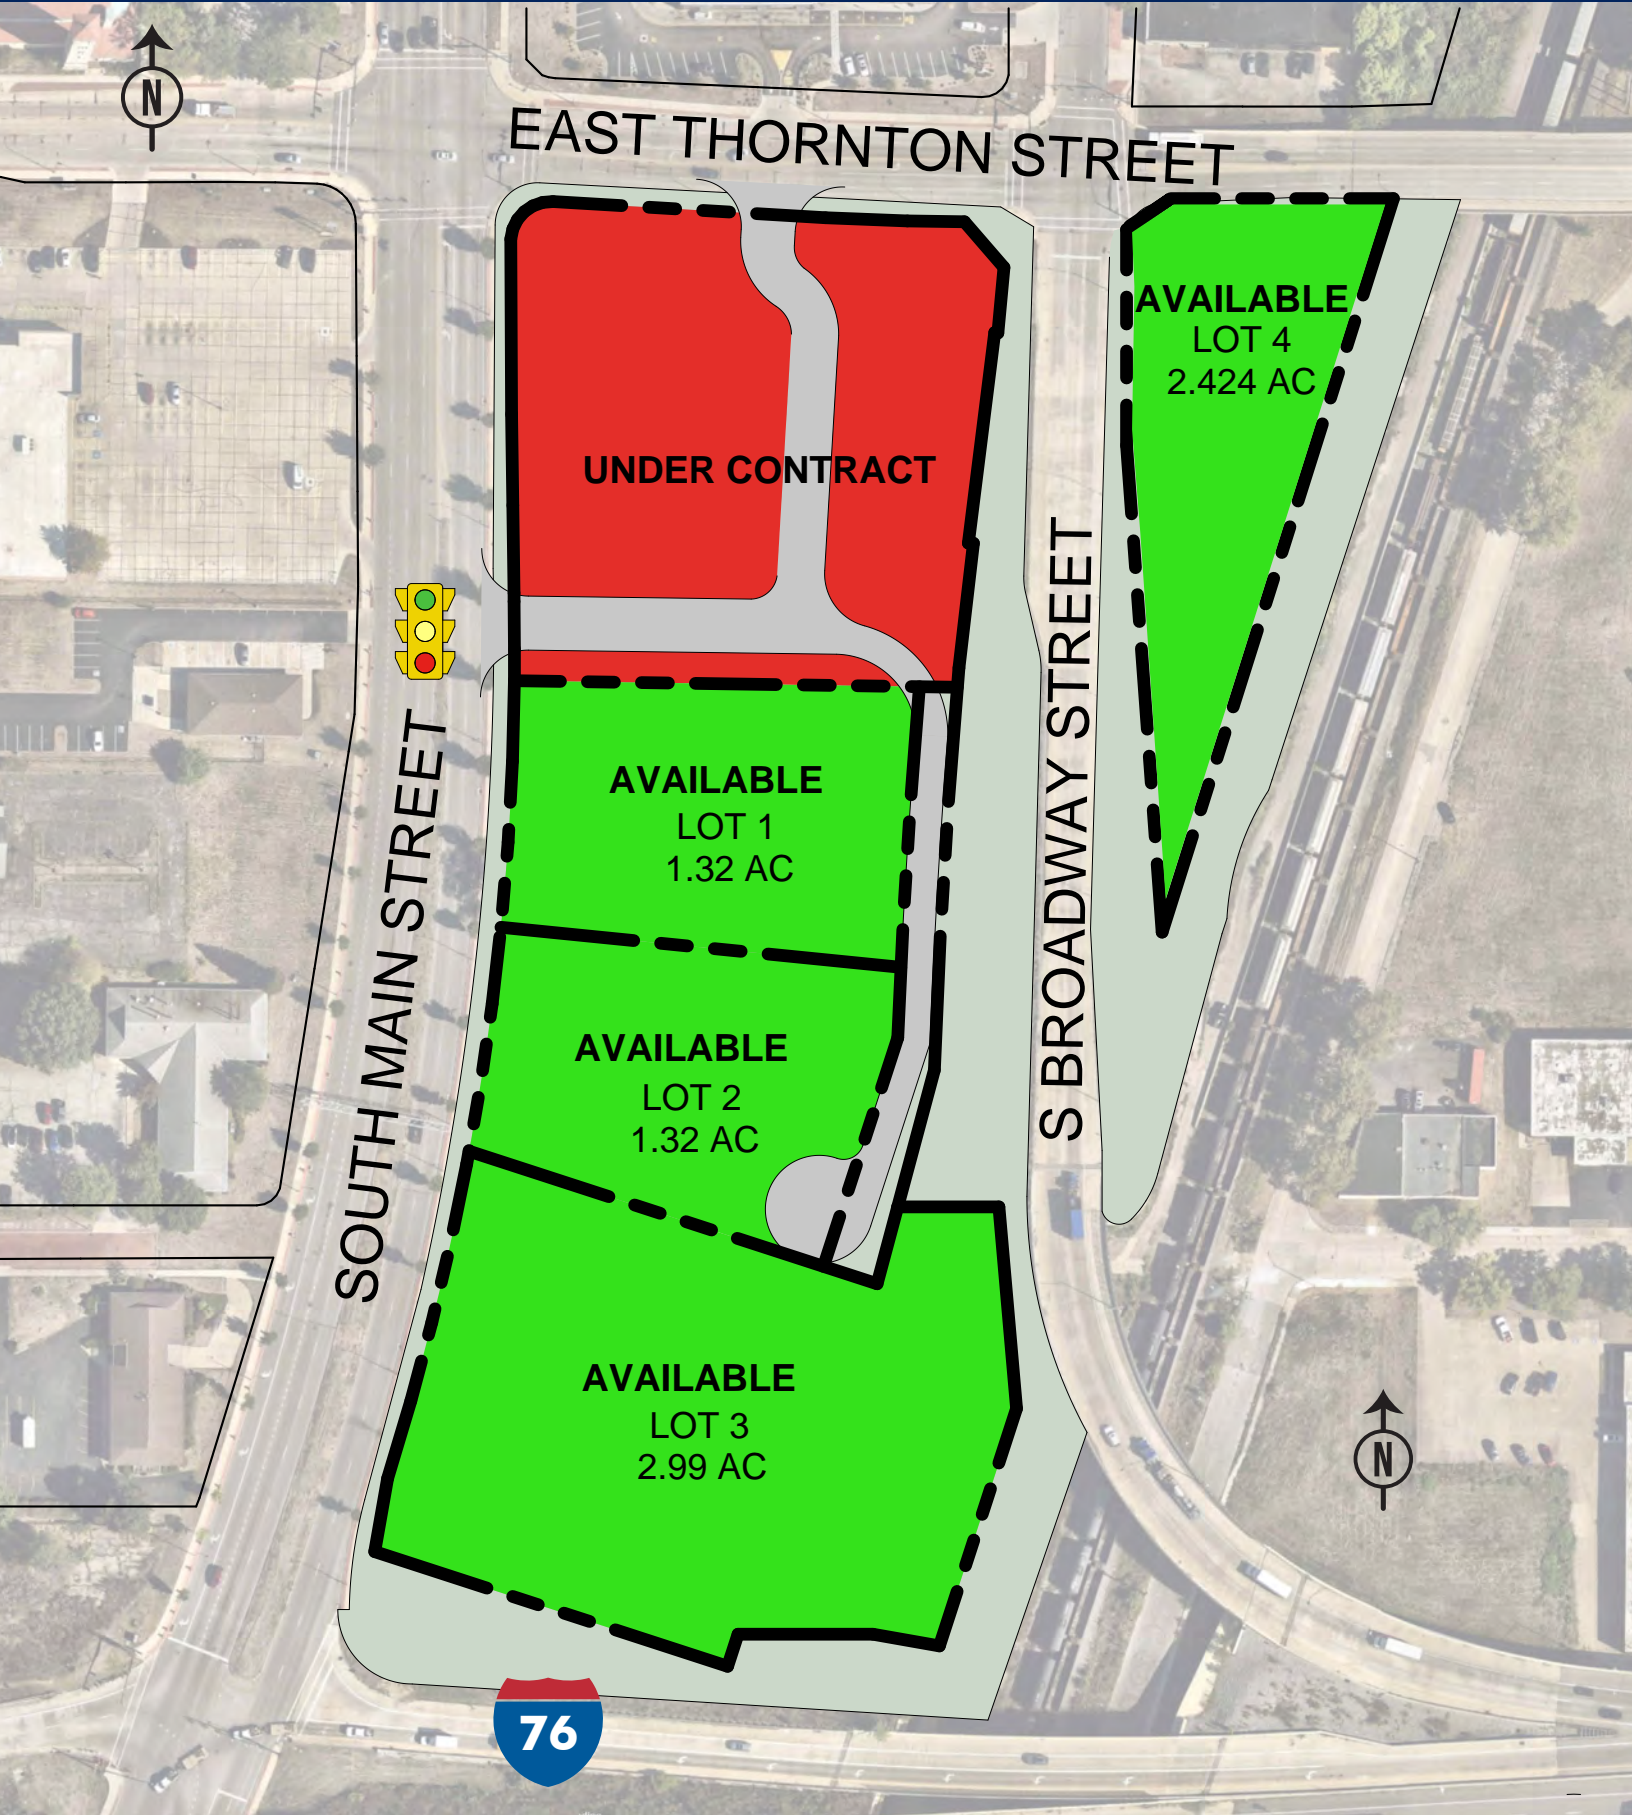 N
EAST THORNTON STREET
AVAILABLE
LOT 4
2.424 AC
UNDER CONTRACT
S BROADWAY STREET
SOUTH MAIN STREET
AVAILABLE
LOT 1
1.32 AC
AVAILABLE
LOT 2
1.32 AC
AVAILABLE
LOT 3
2.99 AC
N
76